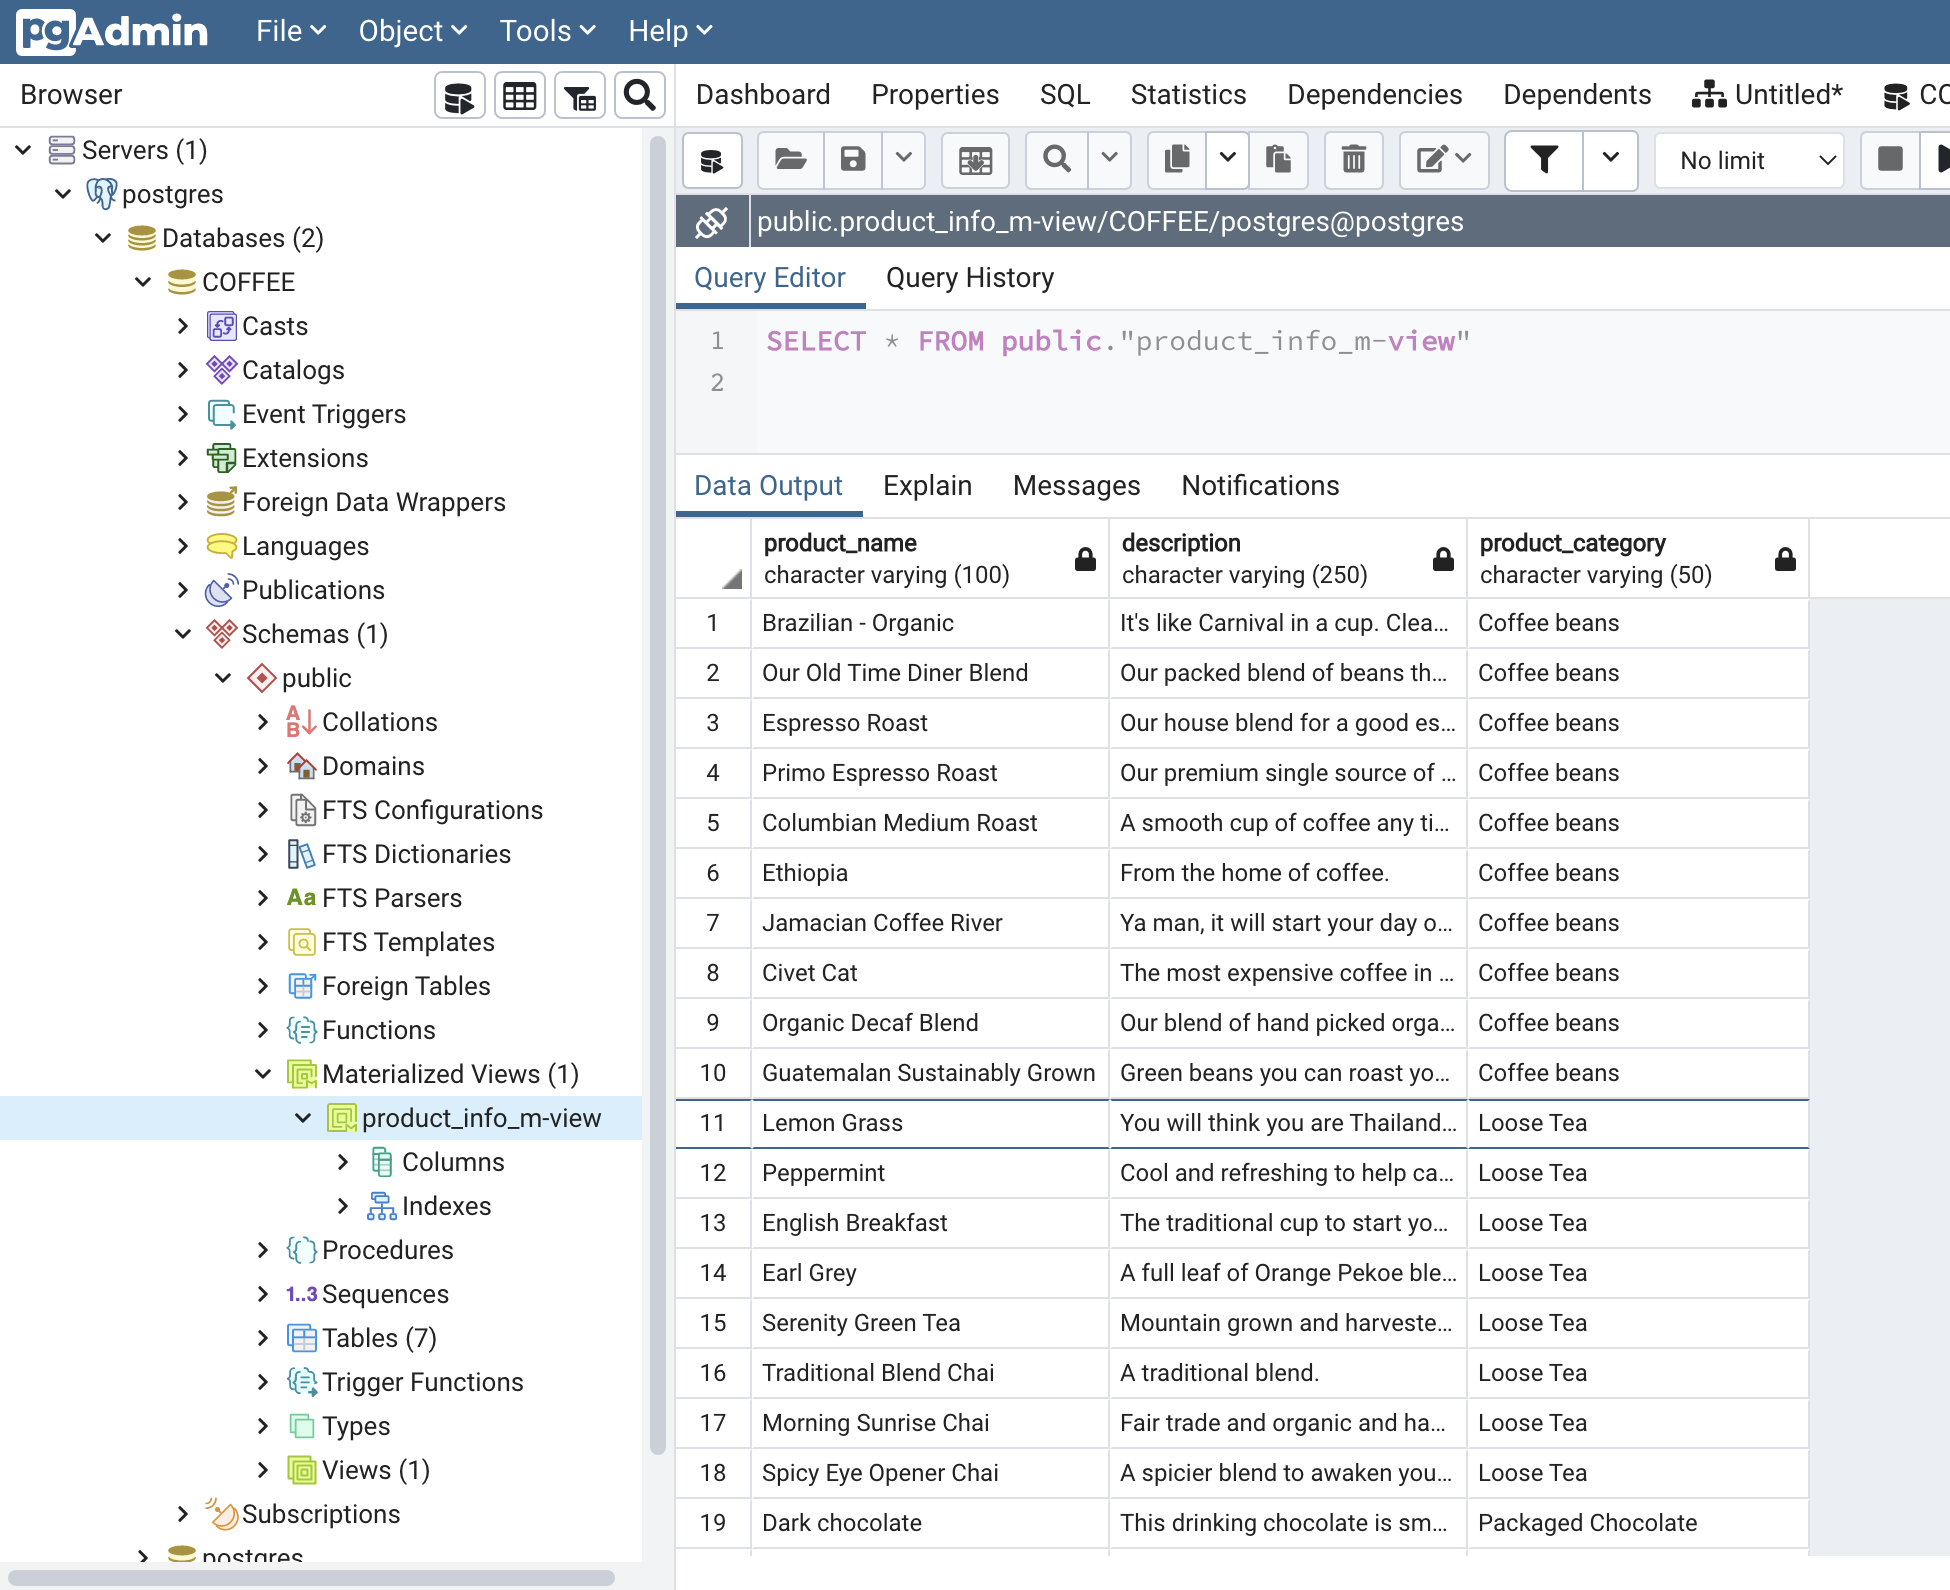 pgAdmin File Object Tools Help
Browser
Dashboard Properties SQL Statistics Dependencies Dependents Untitled* CO
Servers (1)
postgres
Databases (2)
COFFEE
Casts
Catalogs
Event Triggers
Extensions
Foreign Data Wrappers
Languages
Publications
Schemas (1)
public
Collations
Domains
FTS Configurations
FTS Dictionaries
Aa FTS Parsers
FTS Templates
Foreign Tables
Functions
Materialized Views (1)
product_info_m-view
Columns
Indexes
Procedures
1..3 Sequences
Tables (7)
Trigger Functions
Types
Views (1)
Subscriptions
postgres
No limit
public.product_info_m-view/COFFEE/postgres@postgres
Query Editor Query History
1 SELECT * FROM public."product_info_m-view"
2
Data Output Explain Messages Notifications
product_name description product_category
character varying (100) character varying (250) character varying (50)
1 Brazilian - Organic It's like Carnival in a cup. Clea... Coffee beans
2 Our Old Time Diner Blend Our packed blend of beans th... Coffee beans
3 Espresso Roast Our house blend for a good es... Coffee beans
4 Primo Espresso Roast Our premium single source of ... Coffee beans
5 Columbian Medium Roast A smooth cup of coffee any ti... Coffee beans
6 Ethiopia From the home of coffee. Coffee beans
7 Jamacian Coffee River Ya man, it will start your day o... Coffee beans
8 Civet Cat The most expensive coffee in ... Coffee beans
9 Organic Decaf Blend Our blend of hand picked orga... Coffee beans
10 Guatemalan Sustainably Grown Green beans you can roast yo... Coffee beans
11 Lemon Grass You will think you are Thailand... Loose Tea
12 Peppermint Cool and refreshing to help ca... Loose Tea
13 English Breakfast The traditional cup to start yo... Loose Tea
14 Earl Grey A full leaf of Orange Pekoe ble... Loose Tea
15 Serenity Green Tea Mountain grown and harveste... Loose Tea
16 Traditional Blend Chai A traditional blend. Loose Tea
17 Morning Sunrise Chai Fair trade and organic and ha... Loose Tea
18 Spicy Eye Opener Chai A spicier blend to awaken you... Loose Tea
19 Dark chocolate This drinking chocolate is sm... Packaged Chocolate